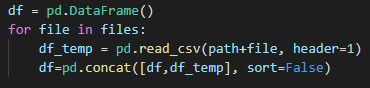 df = pd.DataFrame()
for file in files:
    df_temp = pd.read_csv(path+file, header=1)
    df=pd.concat([df,df_temp], sort=False)